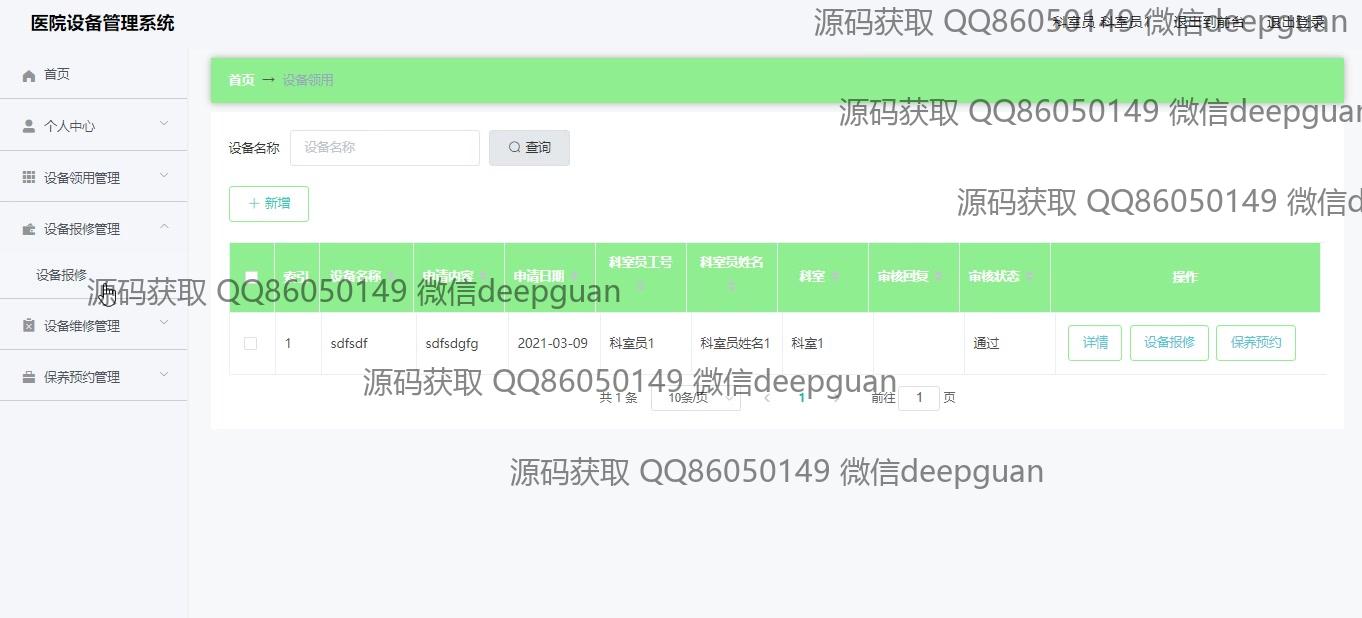 医院设备管理系统
科室员 科室员1 退出到前台 退出登录
源码获取 QQ86050149 微信deepguan
首页
首页 → 设备领用
源码获取 QQ86050149 微信deepguan
个人中心
设备名称 设备名称 查询
设备领用管理
源码获取 QQ86050149 微信d
+ 新增
设备报修管理
设备报修
索引 设备名称 申请内容 申请日期 科室员工号 科室员姓名 科室 审核回复 审核状态 操作
源码获取 QQ86050149 微信deepguan
设备维修管理
1 sdfsdf sdfsdgfg 2021-03-09 科室员1 科室员姓名1 科室1 通过 详情 设备报修 保养预约
保养预约管理
源码获取 QQ86050149 微信deepguan
共 1 条 10条/页 1 前往 1 页
源码获取 QQ86050149 微信deepguan